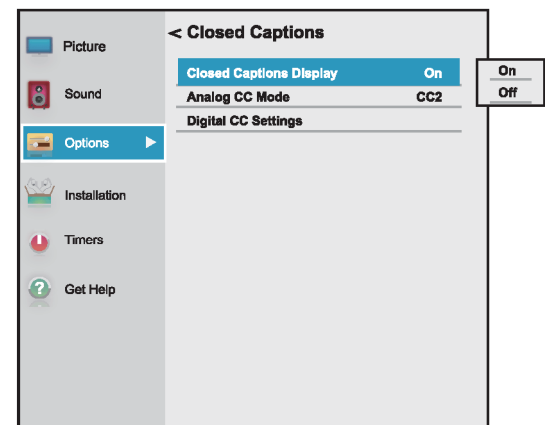 Picture
Sound
Options
Installation
Timers
Get Help
< Closed Captions
Closed Captions Display On
Analog CC Mode CC2
Digital CC Settings
On
Off